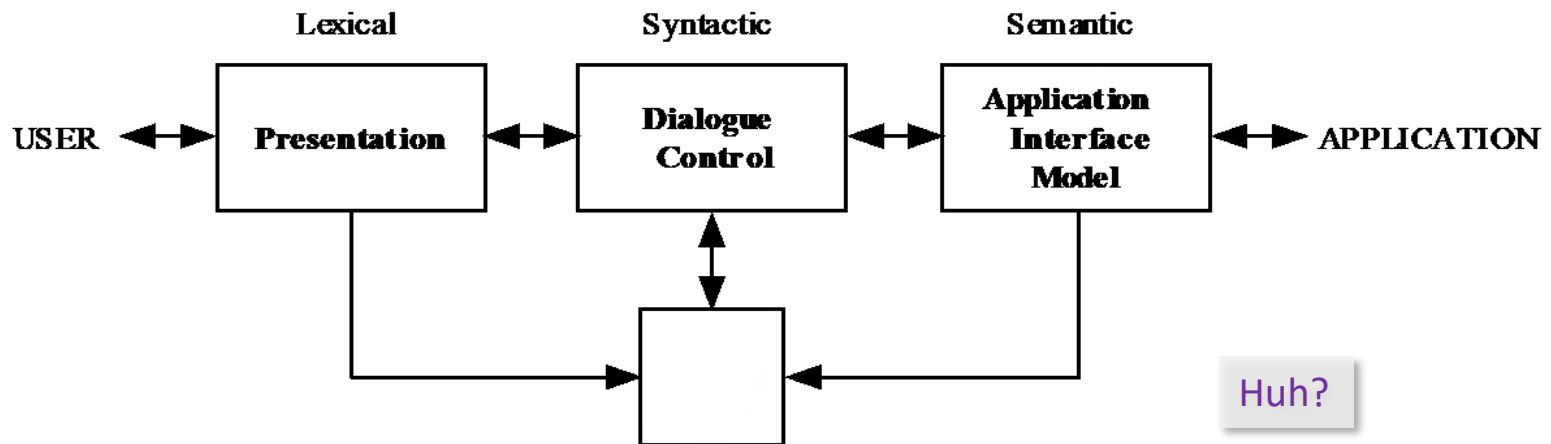 Lexical
Syntactic
Semantic
USER
Presentation
Dialogue
Control
Application
Interface
Model
APPLICATION
Huh?